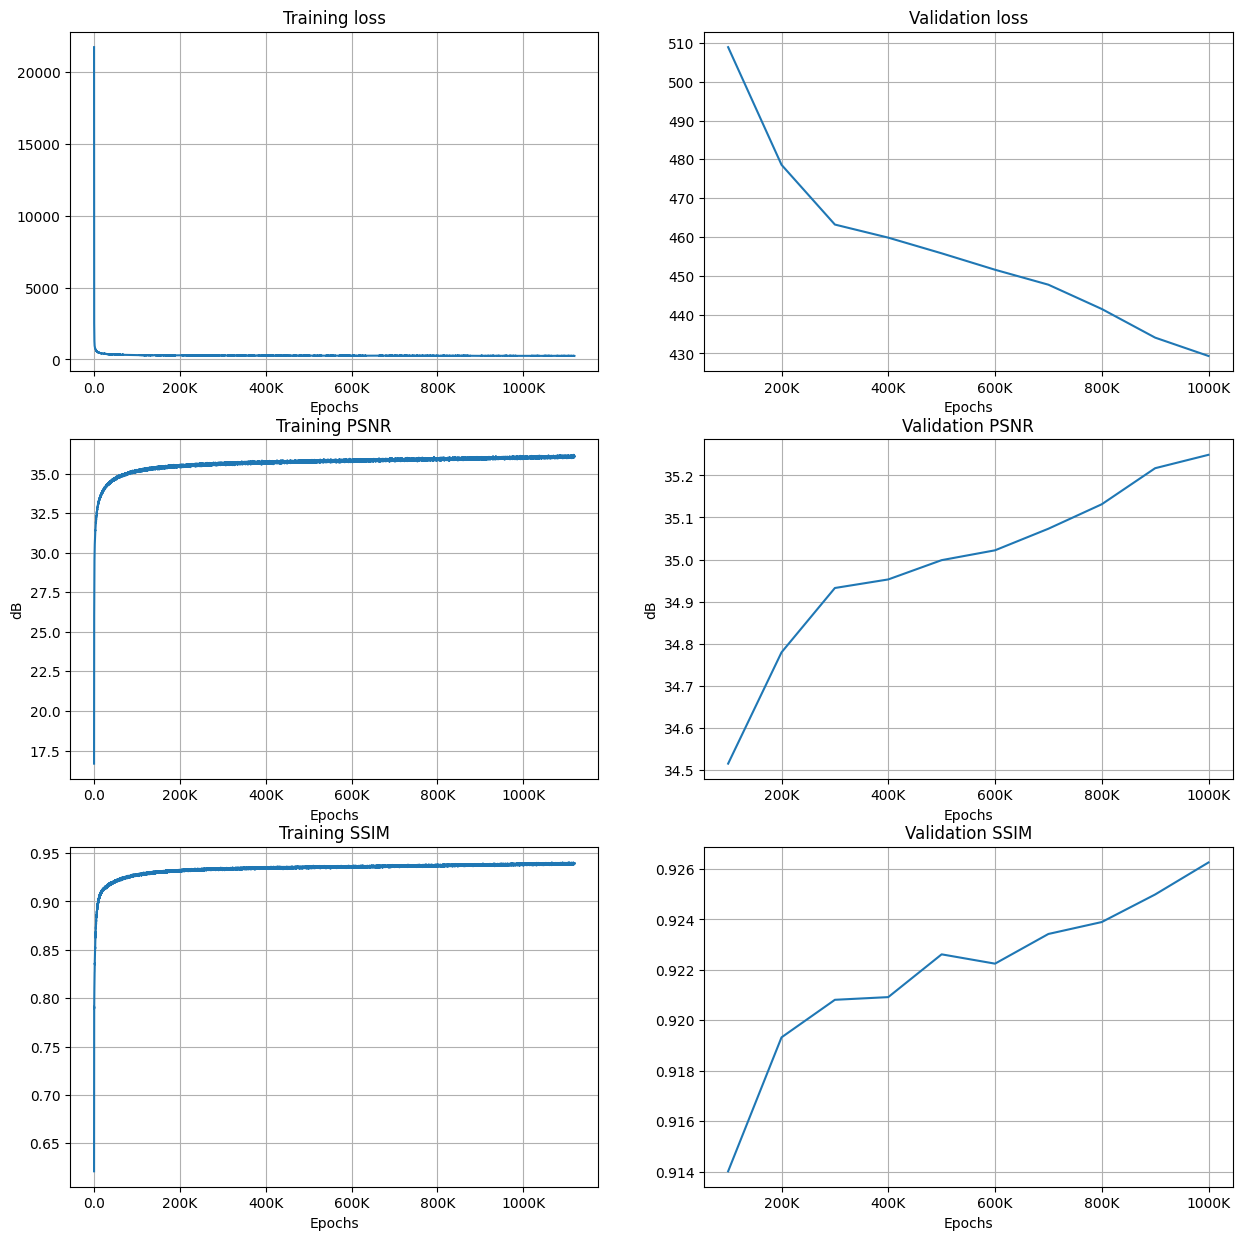 Training loss
20000
15000
10000
5000
0
0.0 200K 400K 600K 800K 1000K
Epochs
Validation loss
510
500
490
480
470
460
450
440
430
200K 400K 600K 800K 1000K
Epochs
Training PSNR
dB
35.0
32.5
30.0
27.5
25.0
22.5
20.0
17.5
0.0 200K 400K 600K 800K 1000K
Epochs
Validation PSNR
dB
35.2
35.1
35.0
34.9
34.8
34.7
34.6
34.5
200K 400K 600K 800K 1000K
Epochs
Training SSIM
0.95
0.90
0.85
0.80
0.75
0.70
0.65
0.0 200K 400K 600K 800K 1000K
Epochs
Validation SSIM
0.926
0.924
0.922
0.920
0.918
0.916
0.914
200K 400K 600K 800K 1000K
Epochs